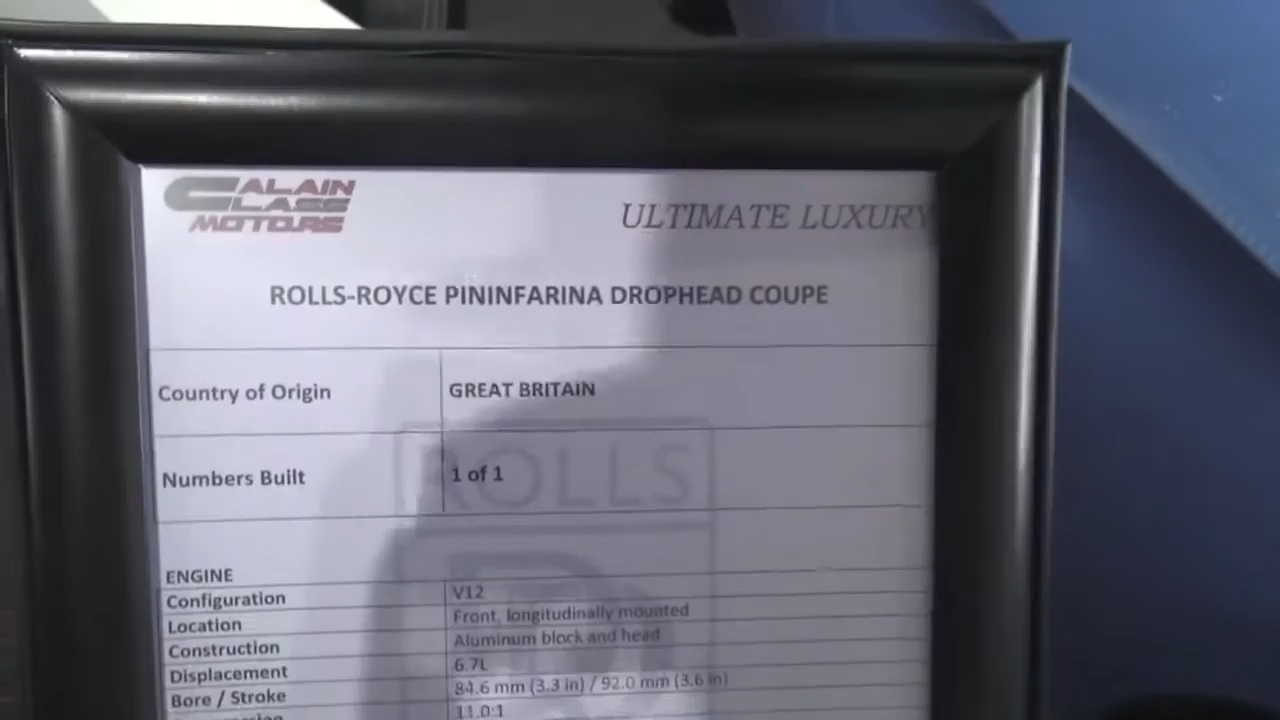 ALAIN
CLASS
MOTORS
ULTIMATE LUXURY
ROLLS-ROYCE PININFARINA DROPHEAD COUPE
Country of Origin GREAT BRITAIN
Numbers Built 1 of 1
ROLLS
ENGINE
Configuration V12
Location Front, longitudinally mounted
Construction Aluminum block and head
Displacement 6.7L
Bore / Stroke 84.6 mm (3.3 in) / 92.0 mm (3.6 in)
11.0:1